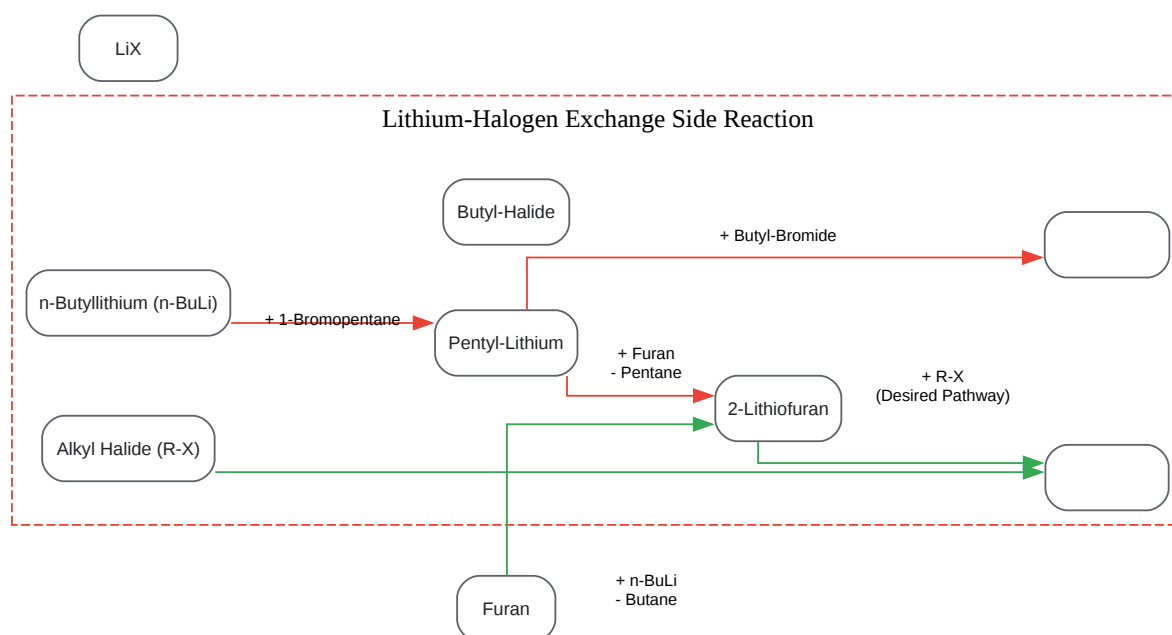 LiX
Lithium-Halogen Exchange Side Reaction
Butyl-Halide
+ Butyl-Bromide
n-Butyllithium (n-BuLi)
+ 1-Bromopentane
Pentyl-Lithium
+ Furan
- Pentane
2-Lithiofuran
+ R-X
(Desired Pathway)
Alkyl Halide (R-X)
Furan
+ n-BuLi
- Butane